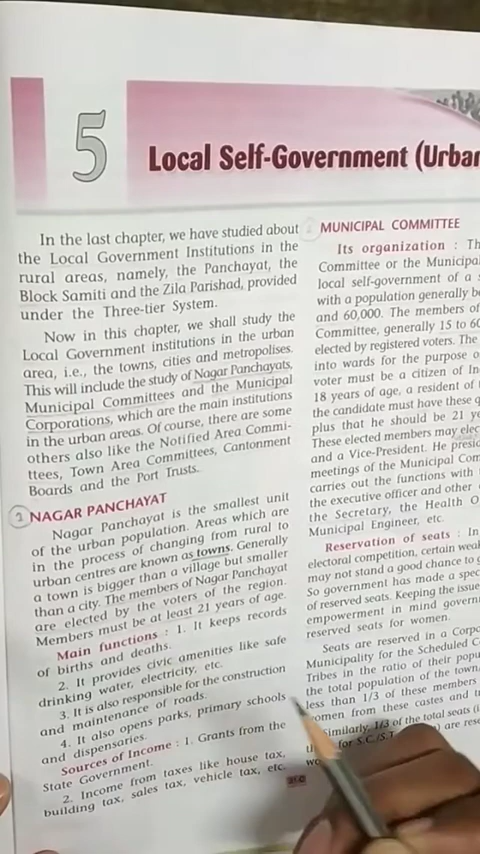 5
Local Self-Government (Urban
In the last chapter, we have studied about
the Local Government Institutions in the
rural areas, namely, the Panchayat, the
Block Samiti and the Zila Parishad, provided
under the Three-tier System.
Now in this chapter, we shall study the
Local Government institutions in the urban
area, i.e., the towns, cities and metropolises.
This will include the study of Nagar Panchayats,
Municipal Committees and the Municipal
Corporations, which are the main institutions
in the urban areas. Of course, there are some
others also like the Notified Area Commi-
ttees, Town Area Committees, Cantonment
Boards and the Port Trusts.
NAGAR PANCHAYAT
Nagar Panchayat is the smallest unit
of the urban population. Areas which are
in the process of changing from rural to
urban centres are known as towns. Generally
a town is bigger than a village but smaller
than a city. The members of Nagar Panchayat
are elected by the voters of the region.
Members must be at least 21 years of age.
Main functions : 1. It keeps records
of births and deaths.
2. It provides civic amenities like safe
drinking water, electricity, etc.
3. It is also responsible for the construction
and maintenance of roads.
4. It also opens parks, primary schools
and dispensaries.
Sources of Income : 1. Grants from the
State Government.
2. Income from taxes like house tax,
building tax, sales tax, vehicle tax, etc.
MUNICIPAL COMMITTEE
Its organization : Th
Committee or the Municipal
local self-government of a
with a population generally be
and 60,000. The members of
Committee, generally 15 to 60
elected by registered voters. The
into wards for the purpose o
voter must be a citizen of In
18 years of age, a resident of
the candidate must have these q
plus that he should be 21 ye
These elected members may elec
and a Vice-President. He presid
meetings of the Municipal Com
carries out the functions with
the executive officer and other
the Secretary, the Health O
Municipal Engineer, etc.
Reservation of seats : In
electoral competition, certain weak
may not stand a good chance to g
So government has made a spec
of reserved seats. Keeping the issue
empowerment in mind governm
reserved seats for women.
Seats are reserved in a Corpo
Municipality for the Scheduled C
Tribes in the ratio of their popu
the total population of the town
less than 1/3 of these members
women from these castes and t
Similarly, 1/3 of the total seats (i
for S.C./S.T. are rese